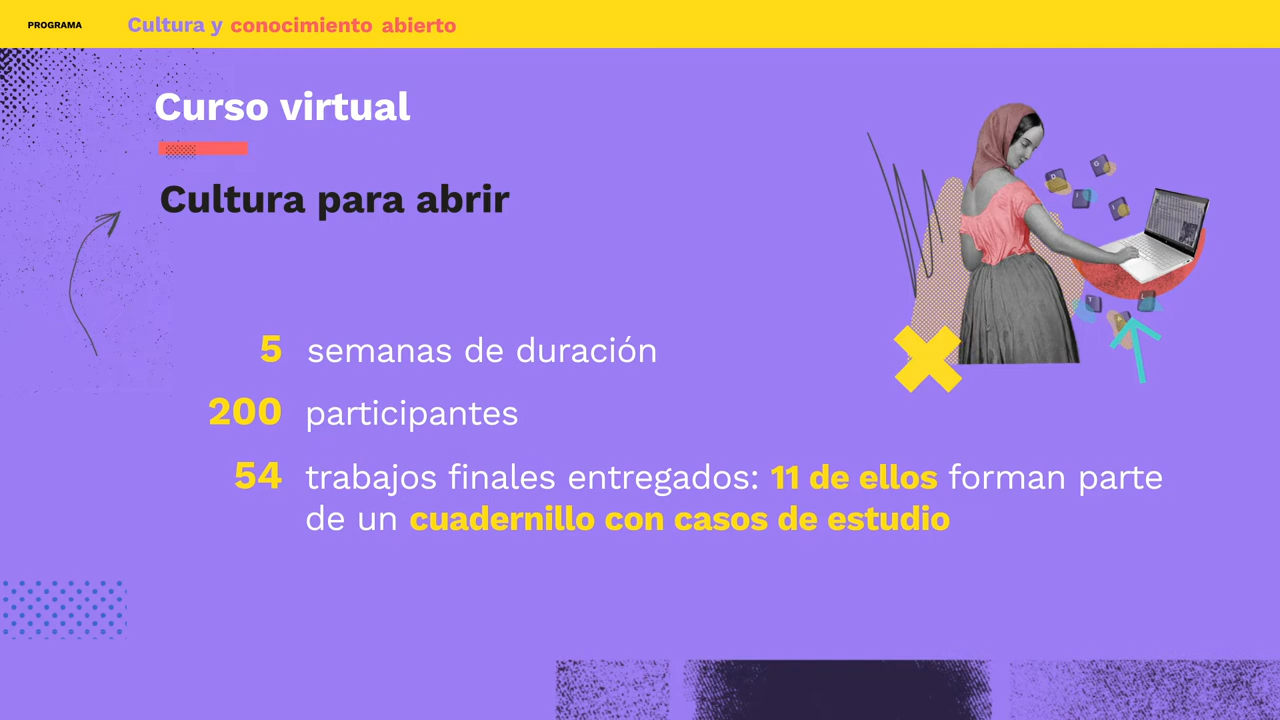 PROGRAMA
Cultura y conocimiento abierto
Curso virtual
Cultura para abrir
5 semanas de duración
200 participantes
54 trabajos finales entregados: 11 de ellos forman parte
de un cuadernillo con casos de estudio